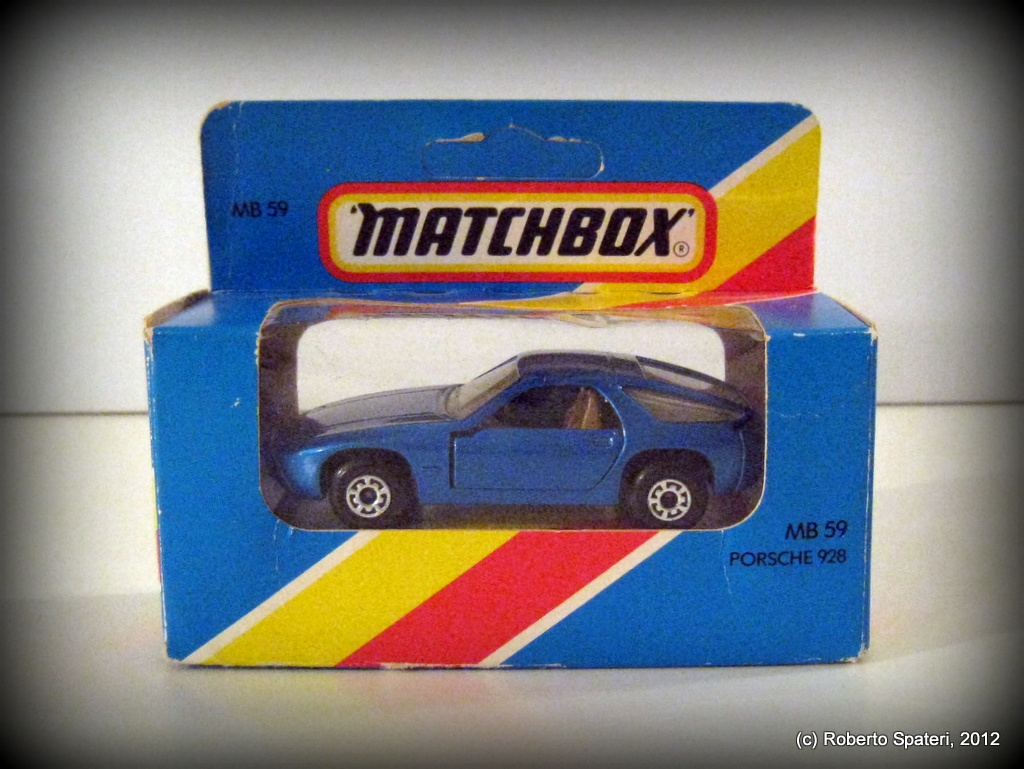 MB 59
'MATCHBOX'®
MB 59
PORSCHE 928
(c) Roberto Spateri, 2012